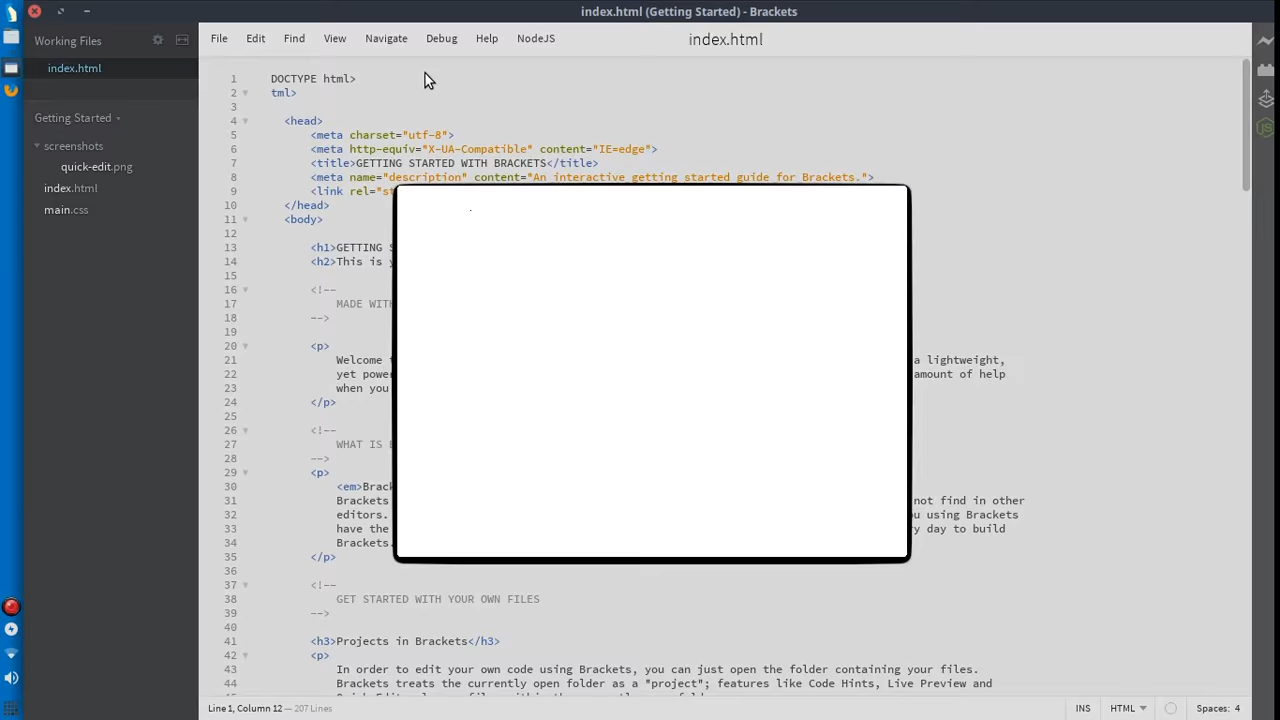 index.html (Getting Started) - Brackets
Working Files
index.html
Getting Started
screenshots
quick-edit.png
index.html
main.css
File Edit Find View Navigate Debug Help NodeJS
index.html
1 DOCTYPE html>
2 tml>
3
4 <head>
5 <meta charset="utf-8">
6 <meta http-equiv="X-UA-Compatible" content="IE=edge">
7 <title>GETTING STARTED WITH BRACKETS</title>
8 <meta name="description" content="An interactive getting started guide for Brackets.">
9 <link rel="st
10 </head>
11 <body>
12
13 <h1>GETTING S
14 <h2>This is y
15
16 <!--
17 MADE WITH
18 -->
19
20 <p>
21 Welcome t a lightweight,
22 yet power amount of help
23 when you
24 </p>
25
26 <!--
27 WHAT IS B
28 -->
29 <p>
30 <em>Brack
31 Brackets not find in other
32 editors. u using Brackets
33 have the ry day to build
34 Brackets.
35 </p>
36
37 <!--
38 GET STARTED WITH YOUR OWN FILES
39 -->
40
41 <h3>Projects in Brackets</h3>
42 <p>
43 In order to edit your own code using Brackets, you can just open the folder containing your files.
44 Brackets treats the currently open folder as a "project"; features like Code Hints, Live Preview and
Line 1, Column 12 — 207 Lines
INS HTML Spaces: 4